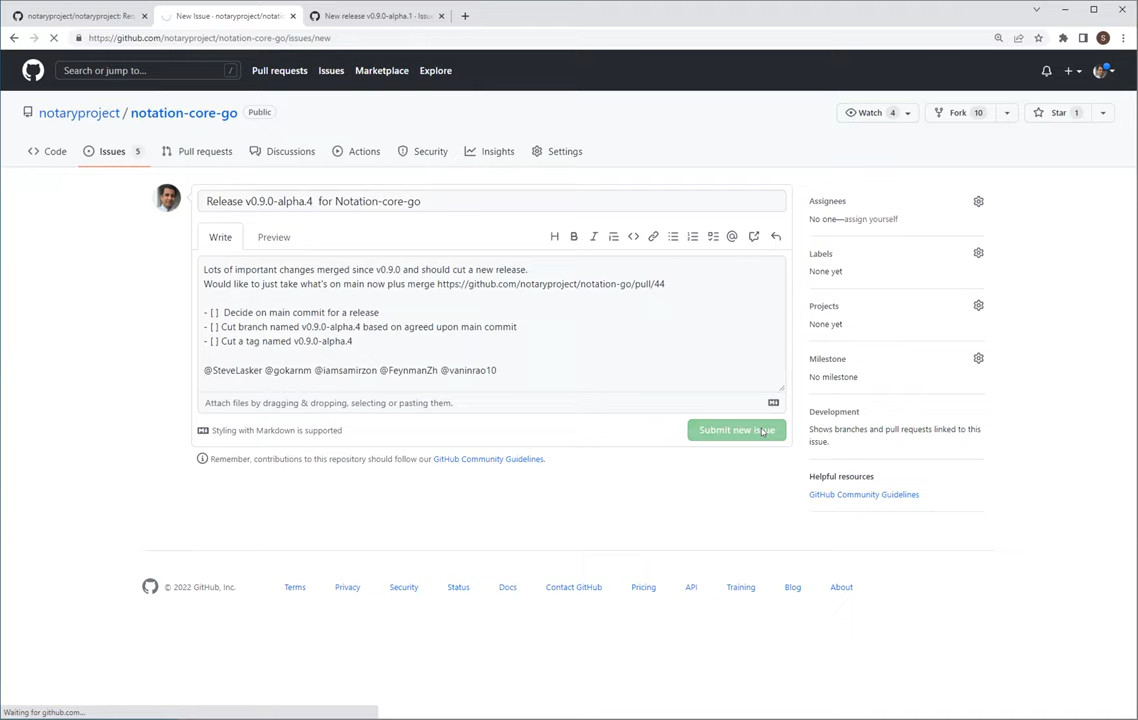 notaryproject/notaryproject: Rec
New Issue · notaryproject/notatio
New release v0.9.0-alpha.1 · Issu
https://github.com/notaryproject/notation-core-go/issues/new
S
Search or jump to...
/
Pull requests
Issues
Marketplace
Explore
notaryproject / notation-core-go
Public
Watch 4
Fork 10
Star 1
Code
Issues 5
Pull requests
Discussions
Actions
Security
Insights
Settings
Release v0.9.0-alpha.4 for Notation-core-go
Write
Preview
Lots of important changes merged since v0.9.0 and should cut a new release.
Would like to just take what's on main now plus merge https://github.com/notaryproject/notation-go/pull/44
- [ ] Decide on main commit for a release
- [ ] Cut branch named v0.9.0-alpha.4 based on agreed upon main commit
- [ ] Cut a tag named v0.9.0-alpha.4
@SteveLasker @gokarnm @iamsamirzon @FeynmanZh @vaninrao10
Attach files by dragging & dropping, selecting or pasting them.
Styling with Markdown is supported
Submit new issue
Remember, contributions to this repository should follow our GitHub Community Guidelines.
Assignees
No one—assign yourself
Labels
None yet
Projects
None yet
Milestone
No milestone
Development
Shows branches and pull requests linked to this
issue.
Helpful resources
GitHub Community Guidelines
© 2022 GitHub, Inc.
Terms
Privacy
Security
Status
Docs
Contact GitHub
Pricing
API
Training
Blog
About
Waiting for github.com...